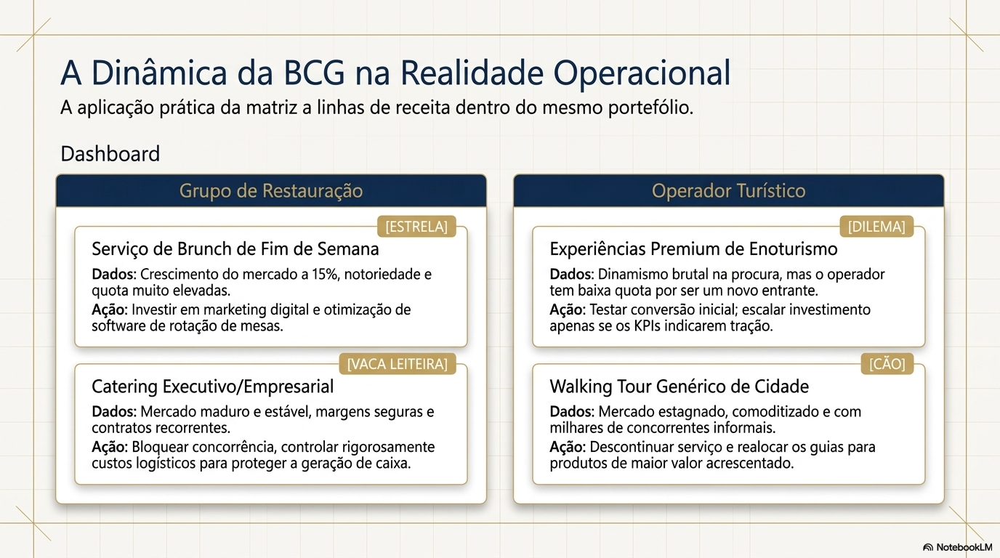 A Dinâmica da BCG na Realidade Operacional
A aplicação prática da matriz a linhas de receita dentro do mesmo portefólio.
Dashboard
Grupo de Restauração
[ESTRELA]
Serviço de Brunch de Fim de Semana
Dados: Crescimento do mercado a 15%, notoriedade e
quota muito elevadas.
Ação: Investir em marketing digital e otimização de
software de rotação de mesas.
[VACA LEITEIRA]
Catering Executivo/Empresarial
Dados: Mercado maduro e estável, margens seguras e
contratos recorrentes.
Ação: Bloquear concorrência, controlar rigorosamente
custos logísticos para proteger a geração de caixa.
Operador Turístico
[DILEMA]
Experiências Premium de Enoturismo
Dados: Dinamismo brutal na procura, mas o operador
tem baixa quota por ser um novo entrante.
Ação: Testar conversão inicial; escalar investimento
apenas se os KPIs indicarem tração.
[CÃO]
Walking Tour Genérico de Cidade
Dados: Mercado estagnado, comoditizado e com
milhares de concorrentes informais.
Ação: Descontinuar serviço e realocar os guias para
produtos de maior valor acrescentado.
NotebookLM